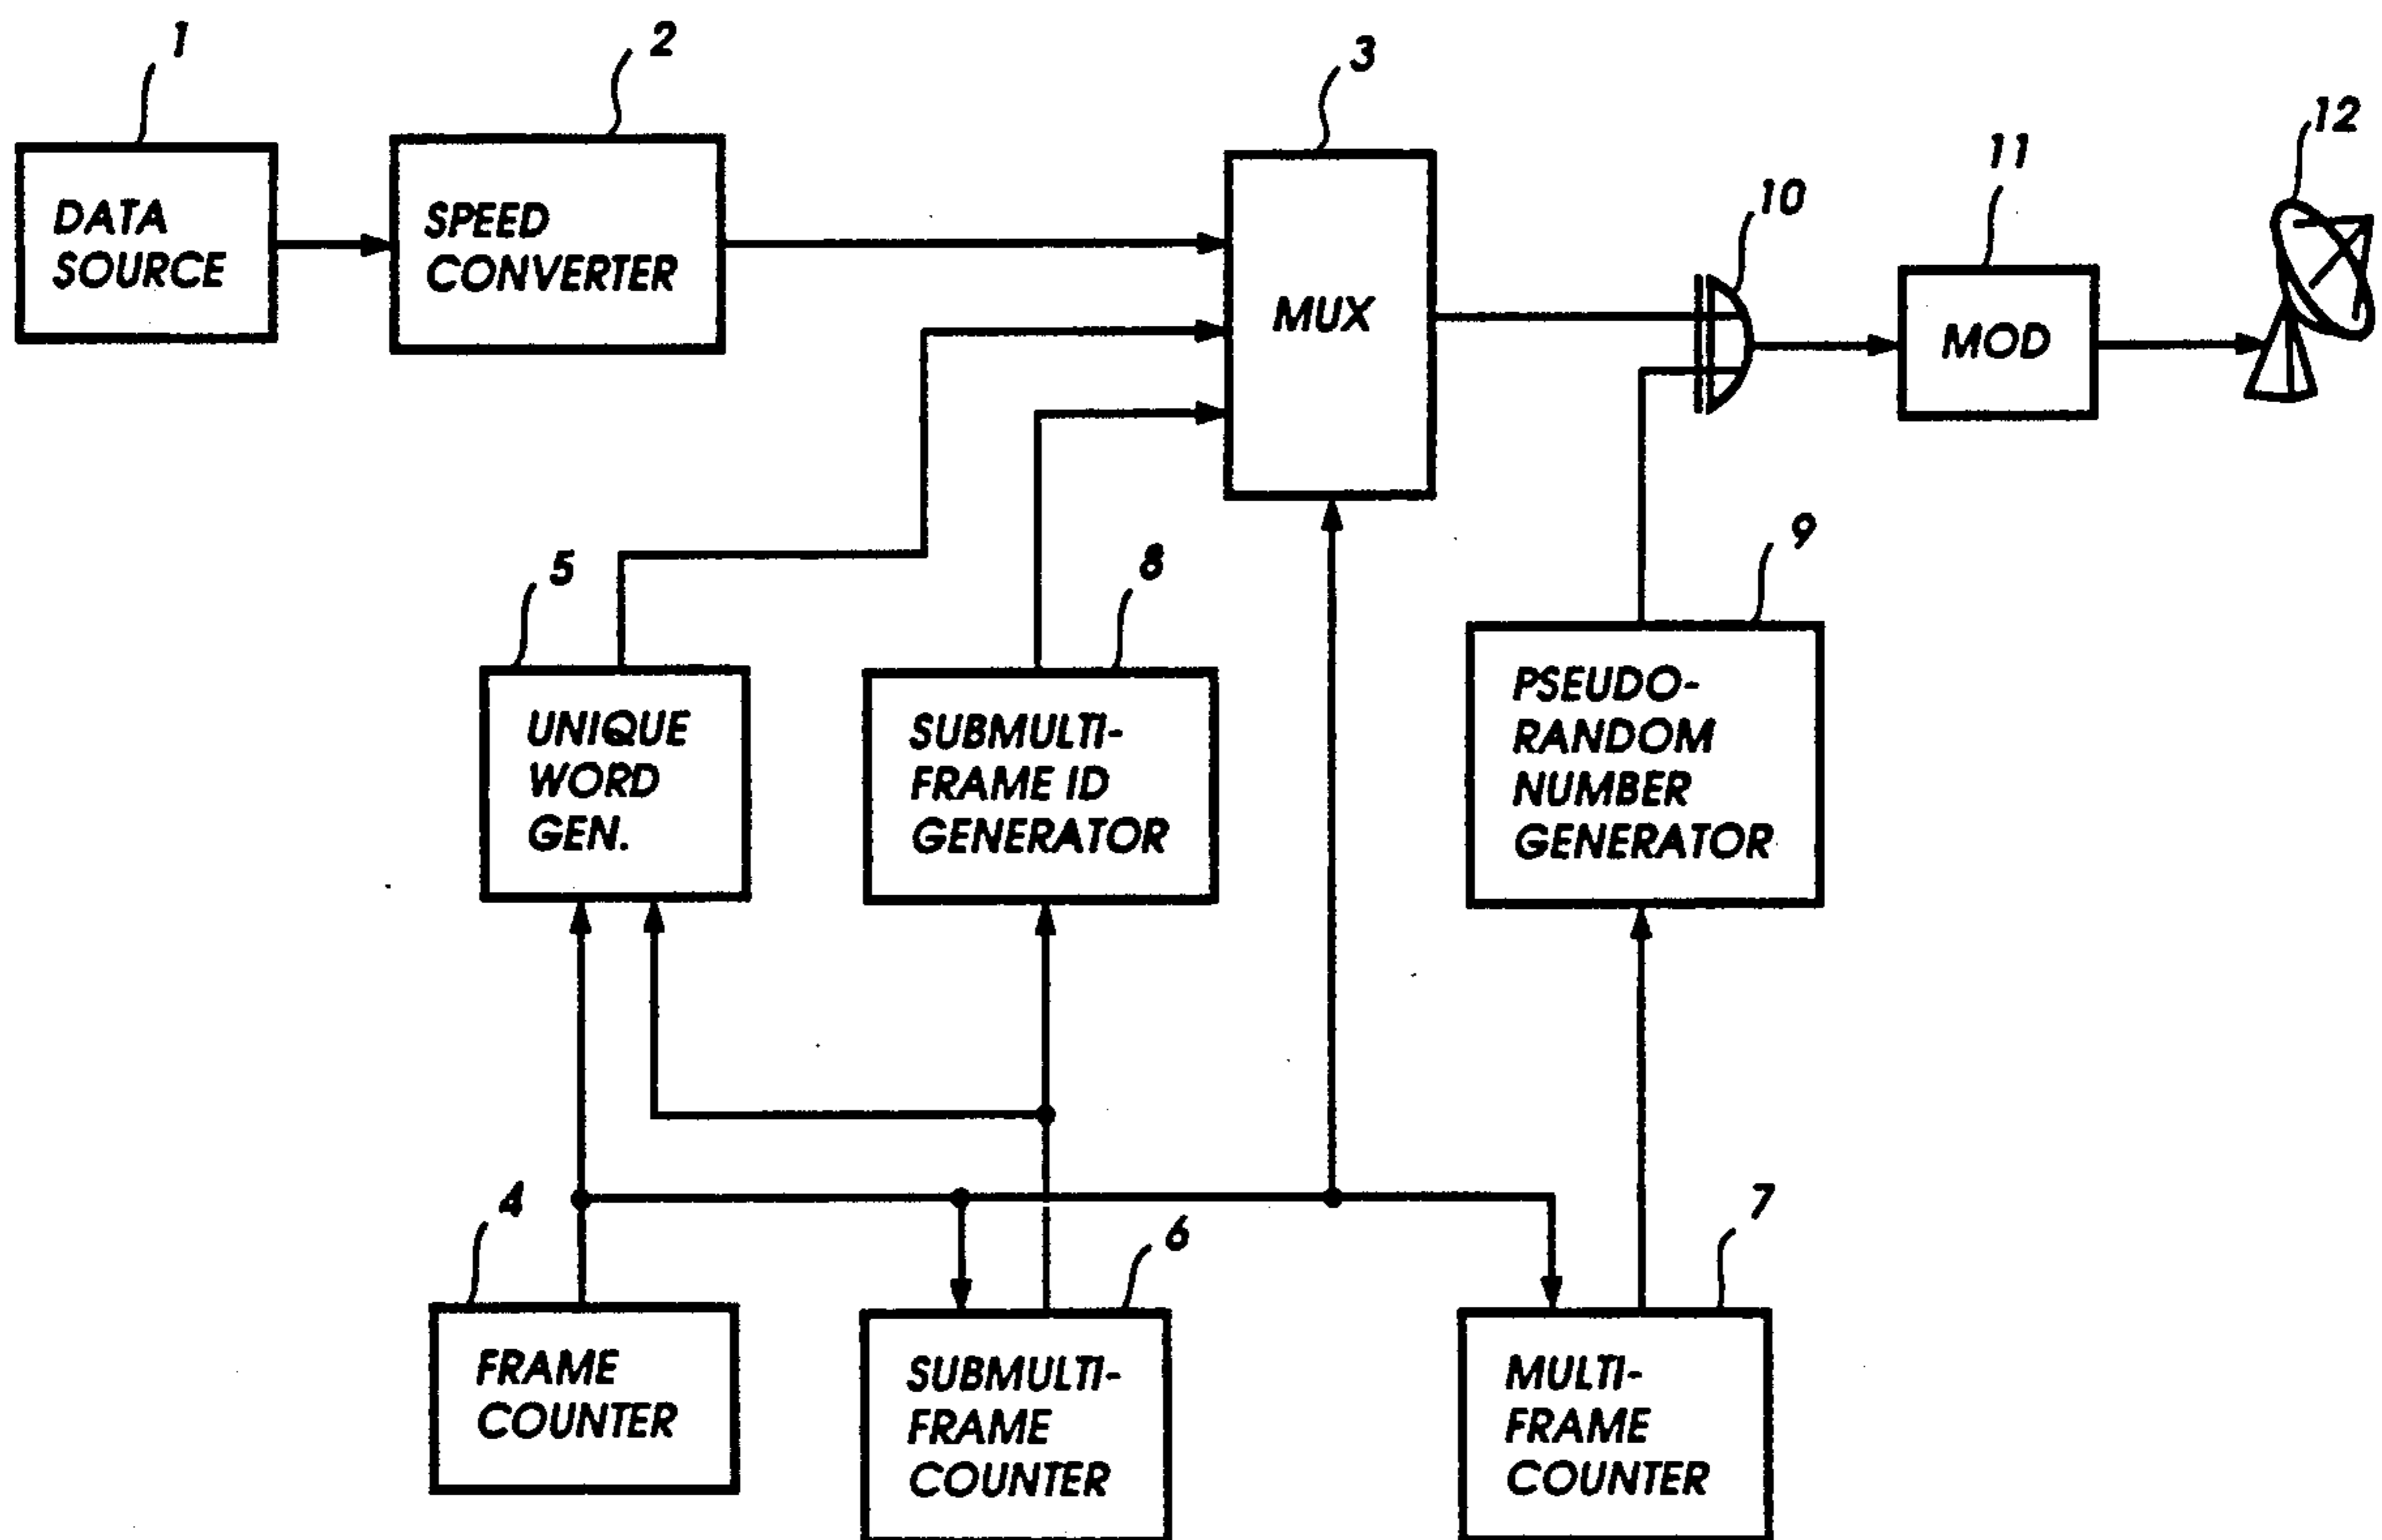 1
2
3
12
11
10
DATA
SOURCE
SPEED
CONVERTER
MUX
MOD
5
8
9
UNIQUE
WORD
GEN.
SUBMULTI-
FRAME ID
GENERATOR
PSEUDO-
RANDOM
NUMBER
GENERATOR
4
6
7
FRAME
COUNTER
SUBMULTI-
FRAME
COUNTER
MULTI-
FRAME
COUNTER